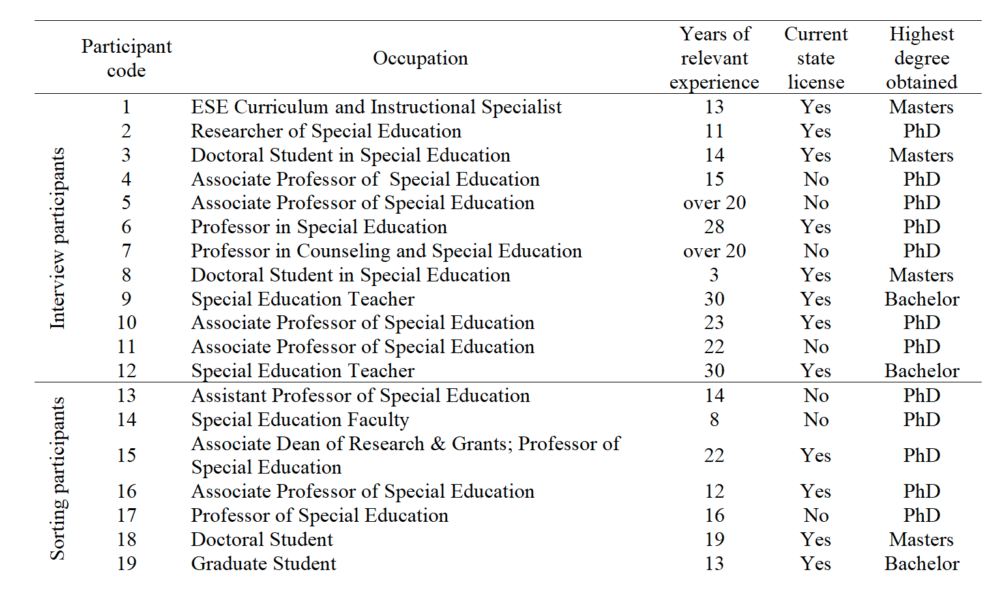 Participant code Occupation Years of relevant experience Current state license Highest degree obtained
Interview participants
1 ESE Curriculum and Instructional Specialist 13 Yes Masters
2 Researcher of Special Education 11 Yes PhD
3 Doctoral Student in Special Education 14 Yes Masters
4 Associate Professor of  Special Education 15 No PhD
5 Associate Professor of Special Education over 20 No PhD
6 Professor in Special Education 28 Yes PhD
7 Professor in Counseling and Special Education over 20 No PhD
8 Doctoral Student in Special Education 3 Yes Masters
9 Special Education Teacher 30 Yes Bachelor
10 Associate Professor of Special Education 23 Yes PhD
11 Associate Professor of Special Education 22 No PhD
12 Special Education Teacher 30 Yes Bachelor
Sorting participants
13 Assistant Professor of Special Education 14 No PhD
14 Special Education Faculty 8 No PhD
15 Associate Dean of Research & Grants; Professor of Special Education 22 Yes PhD
16 Associate Professor of Special Education 12 Yes PhD
17 Professor of Special Education 16 No PhD
18 Doctoral Student 19 Yes Masters
19 Graduate Student 13 Yes Bachelor